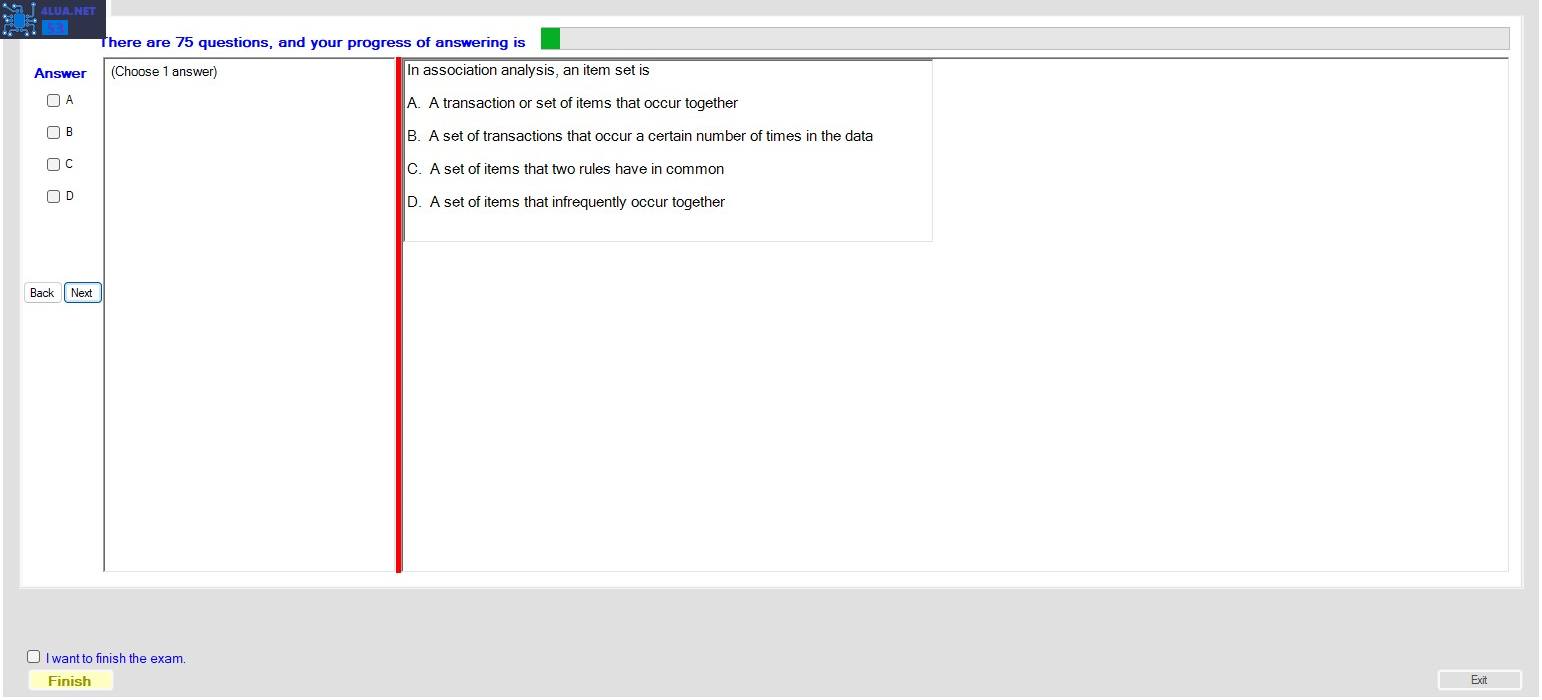 4LUA.NET
53
There are 75 questions, and your progress of answering is
Answer
(Choose 1 answer)
A
B
C
D
Back
Next
In association analysis, an item set is
A. A transaction or set of items that occur together
B. A set of transactions that occur a certain number of times in the data
C. A set of items that two rules have in common
D. A set of items that infrequently occur together
I want to finish the exam.
Finish
Exit